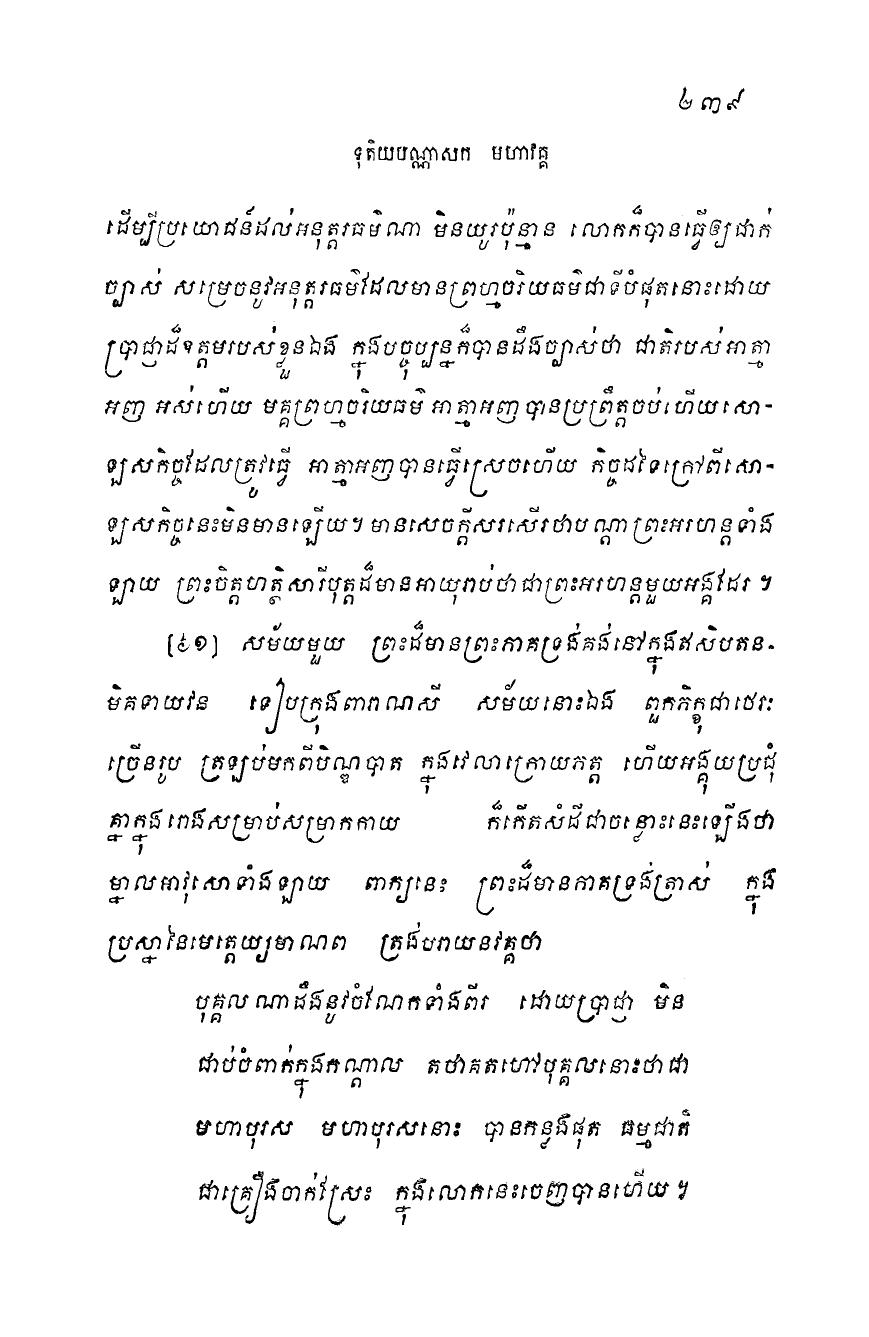 ២៣៩
ទុតិយបណ្ណាសក មហាវគ្គ
ដើម្បីប្រយោជន៍ដល់អនុត្តរធម៌ណា មិនយូរប៉ុន្មាន លោកក៏បានធ្វើឲ្យជាក់
ច្បាស់ សម្រេចនូវអនុត្តរធម៌ដែលមានព្រហ្មចរិយធម៌ជាទីបំផុតនោះដោយ
ប្រាជ្ញាដ៏ឧត្តមរបស់ខ្លួនឯង ក្នុងបច្ចុប្បន្នក៏បានដឹងច្បាស់ថា ជាតិរបស់អាត្មា
អញ អស់ហើយ មគ្គព្រហ្មចរិយធម៌ អាត្មាអញបានប្រព្រឹត្តចប់ហើយសោ-
ឡសកិច្ចដែលត្រូវធ្វើ អាត្មាអញបានធ្វើស្រេចហើយ កិច្ចដទៃក្រៅពីសោ-
ឡសកិច្ចនេះមិនមានឡើយ។ មានសេចក្តីសរសើរថាបណ្តាព្រះអរហន្តទាំង
ឡាយ ព្រះចិត្តហត្ថិសារីបុត្តដ៏មានអាយុរាប់ថាជាព្រះអរហន្តមួយអង្គដែរ ។
[៤១] សម័យមួយ ព្រះដ៏មានព្រះភាគទ្រង់គង់នៅក្នុងឥសិបតន-
មិគទាយវន ទៀបក្រុងពារាណសី សម័យនោះឯង ពួកភិក្ខុជាថេរៈ
ច្រើនរូប ត្រឡប់មកពីបិណ្ឌបាត ក្នុងវេលាក្រោយភត្ត ហើយអង្គុយប្រជុំ
គ្នាក្នុងរោងសម្រាប់សម្រាកកាយ ក៏កើតសំដីជាចន្លោះនេះឡើងថា
ម្នាលអាវុសោទាំងឡាយ ពាក្យនេះ ព្រះដ៏មានភាគទ្រង់ត្រាស់ ក្នុង
ប្រស្នានៃមេត្តេយ្យមាណព ត្រង់បរាយនវគ្គថា
បុគ្គលណាដឹងនូវចំណែកទាំងពីរ ដោយប្រាជ្ញា មិន
ជាប់ចំពាក់ក្នុងកណ្តាល តថាគតហៅបុគ្គលនោះថាជា
មហាបុរស មហាបុរសនោះ បានកន្លងផុត ធម្មជាតិ
ជាគ្រឿងចាក់ស្រែះ ក្នុងលោកនេះចេញបានហើយ ។